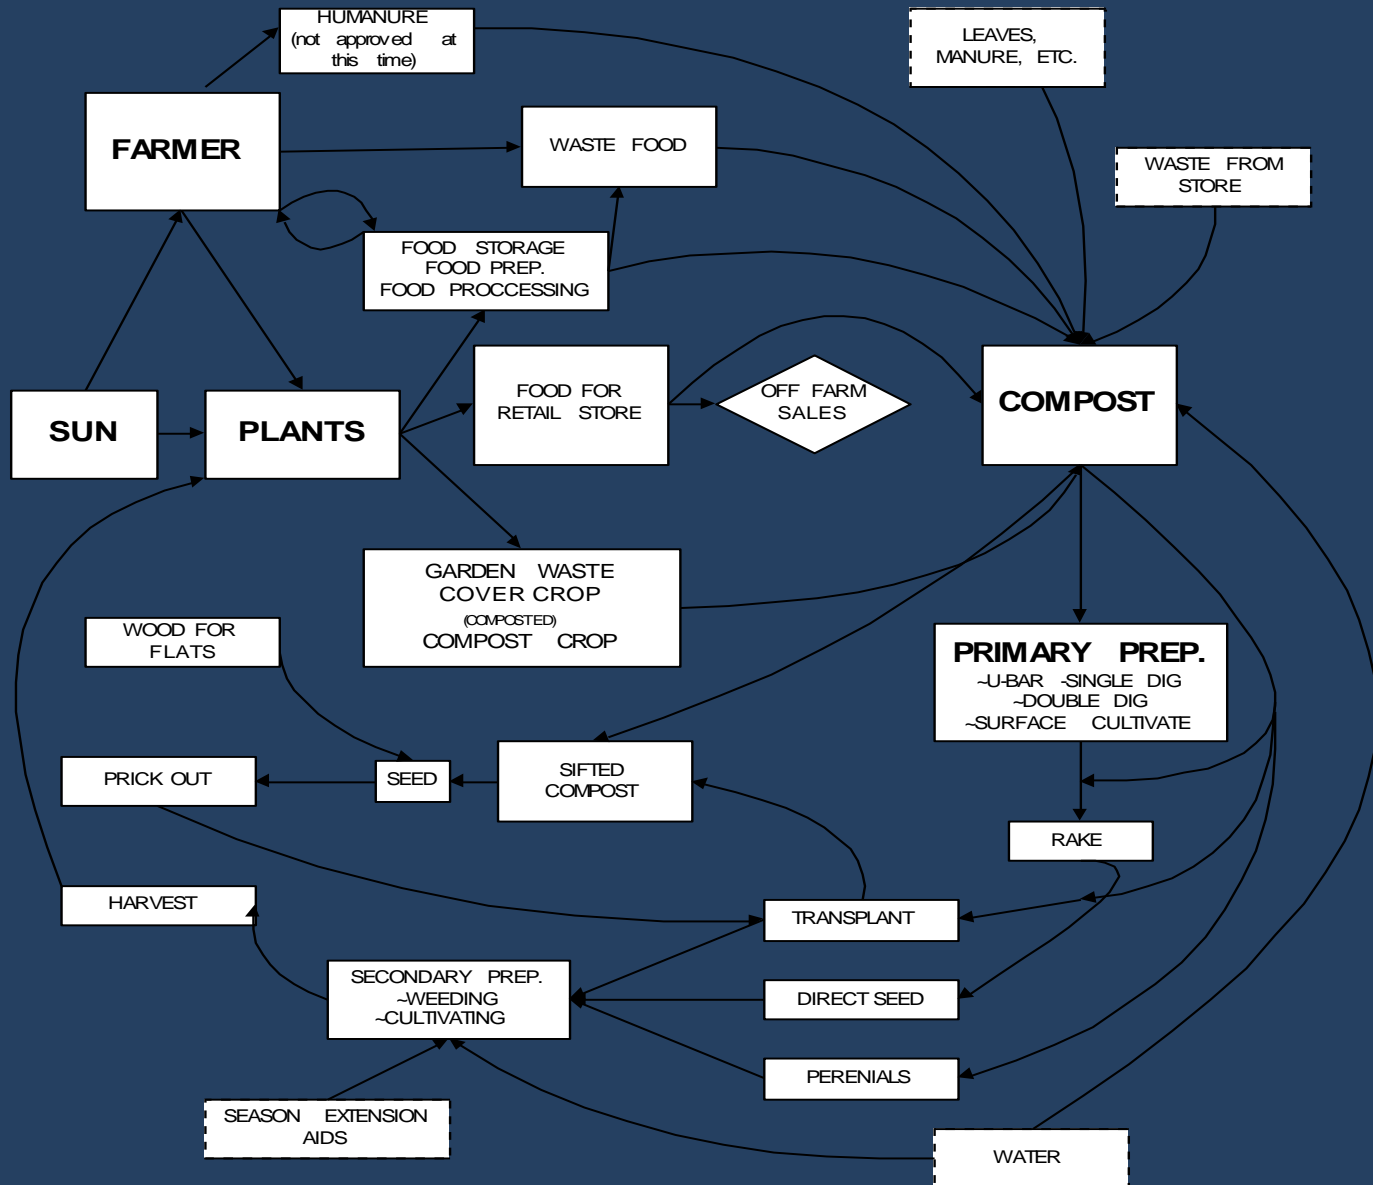 HUMANURE
(not approved at
this time)
LEAVES,
MANURE, ETC.
FARMER
WASTE FOOD
WASTE FROM
STORE
FOOD STORAGE
FOOD PREP.
FOOD PROCCESSING
SUN
PLANTS
FOOD FOR
RETAIL STORE
OFF FARM
SALES
COMPOST
GARDEN WASTE
COVER CROP
(COMPOSTED)
COMPOST CROP
WOOD FOR
FLATS
PRIMARY PREP.
~U-BAR -SINGLE DIG
~DOUBLE DIG
~SURFACE CULTIVATE
PRICK OUT
SEED
SIFTED
COMPOST
RAKE
HARVEST
TRANSPLANT
SECONDARY PREP.
~WEEDING
~CULTIVATING
DIRECT SEED
PERENIALS
SEASON EXTENSION
AIDS
WATER